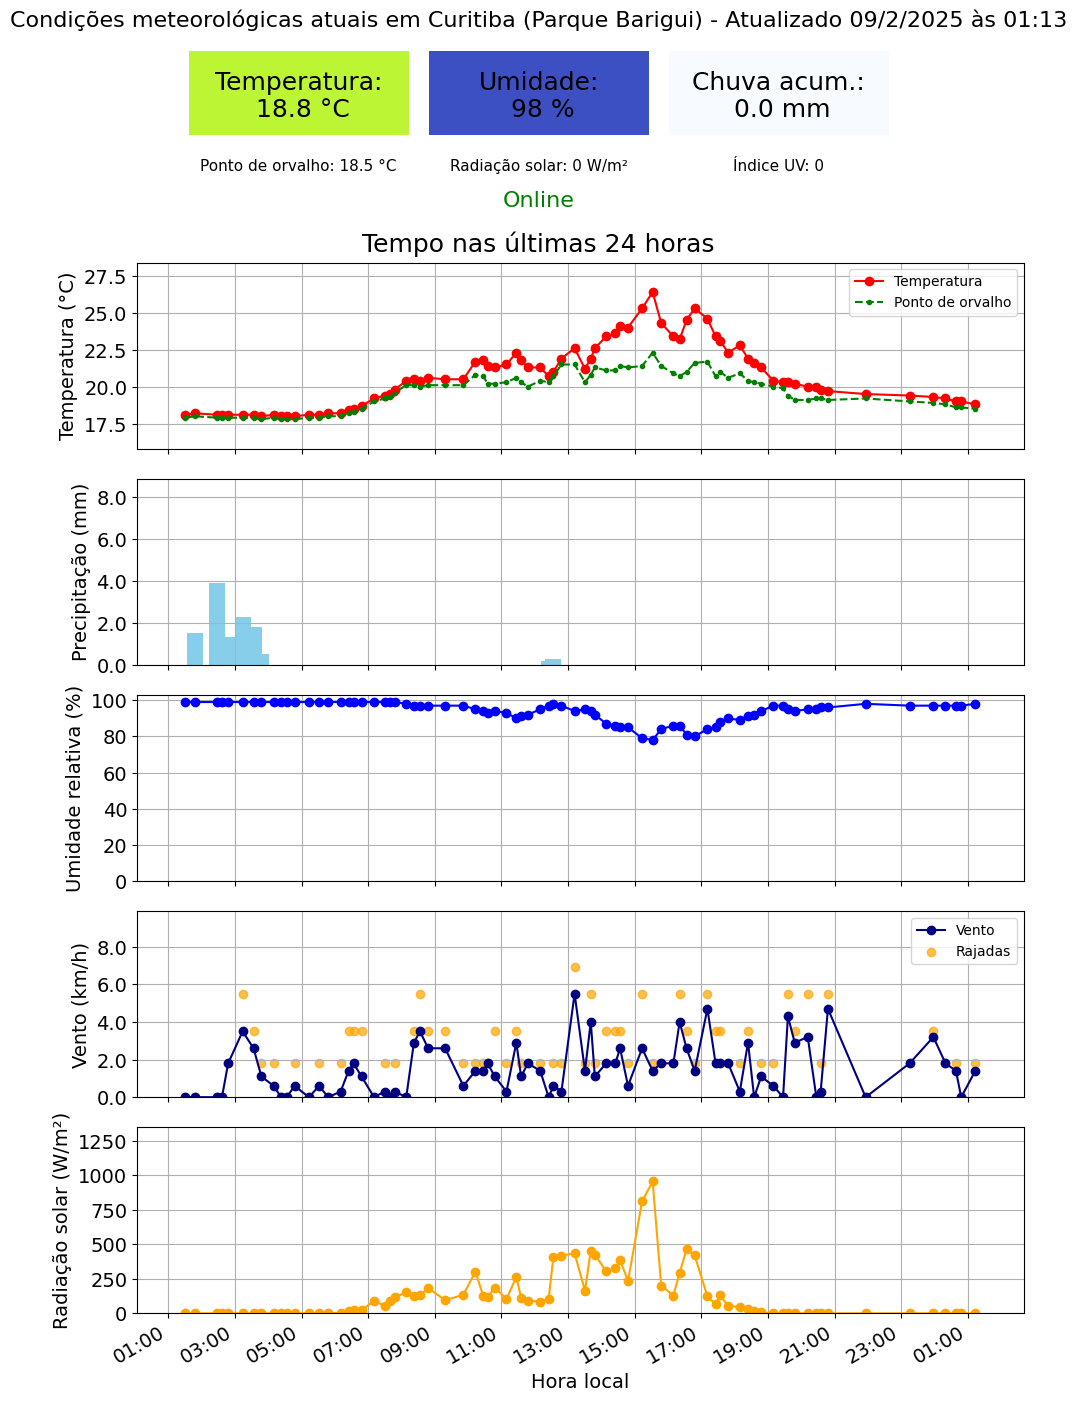 Condições meteorológicas atuais em Curitiba (Parque Barigui) - Atualizado 09/2/2025 às 01:13
Temperatura:
18.8 °C
Umidade:
98 %
Chuva acum.:
0.0 mm
Ponto de orvalho: 18.5 °C
Radiação solar: 0 W/m²
Índice UV: 0
Online
Tempo nas últimas 24 horas
Temperatura (°C)
27.5
25.0
22.5
20.0
17.5
Temperatura
Ponto de orvalho
Precipitação (mm)
8.0
6.0
4.0
2.0
0.0
Umidade relativa (%)
100
80
60
40
20
0
Vento (km/h)
8.0
6.0
4.0
2.0
0.0
Vento
Rajadas
Radiação solar (W/m²)
1250
1000
750
500
250
0
01:00
03:00
05:00
07:00
09:00
11:00
13:00
15:00
17:00
19:00
21:00
23:00
01:00
Hora local